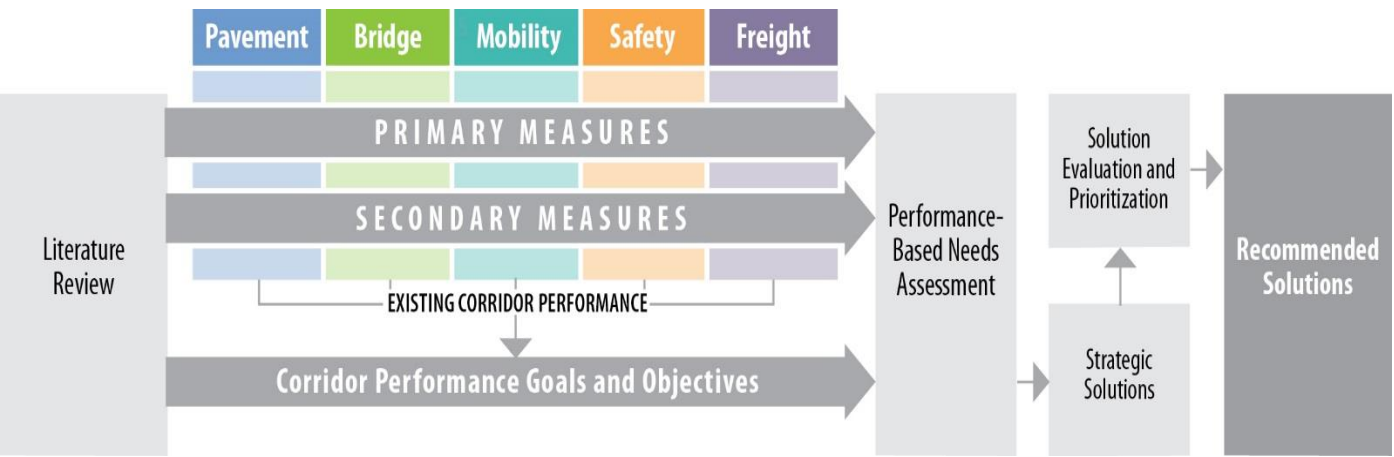 Pavement
Bridge
Mobility
Safety
Freight
PRIMARY MEASURES
SECONDARY MEASURES
EXISTING CORRIDOR PERFORMANCE
Corridor Performance Goals and Objectives
Literature
Review
Performance-
Based Needs
Assessment
Solution
Evaluation and
Prioritization
Strategic
Solutions
Recommended
Solutions